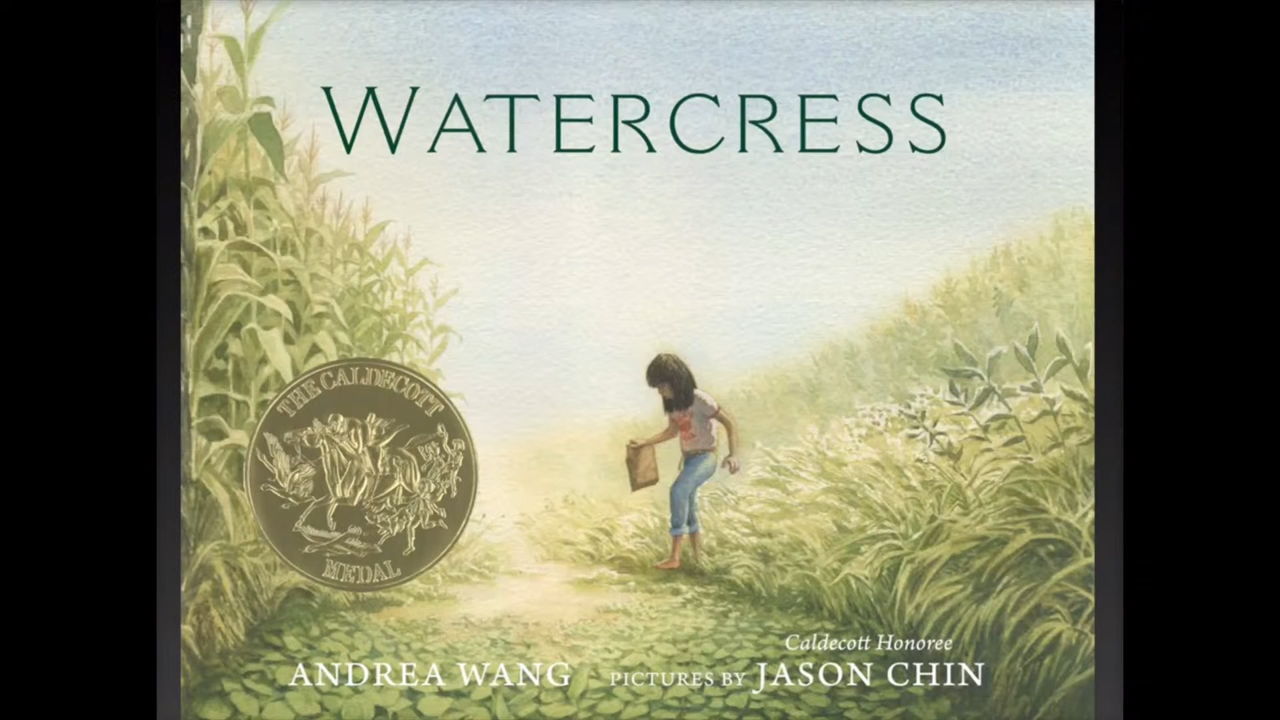 WATERCRESS
THE CALDECOTT
MEDAL
Caldecott Honoree
ANDREA WANG PICTURES BY JASON CHIN